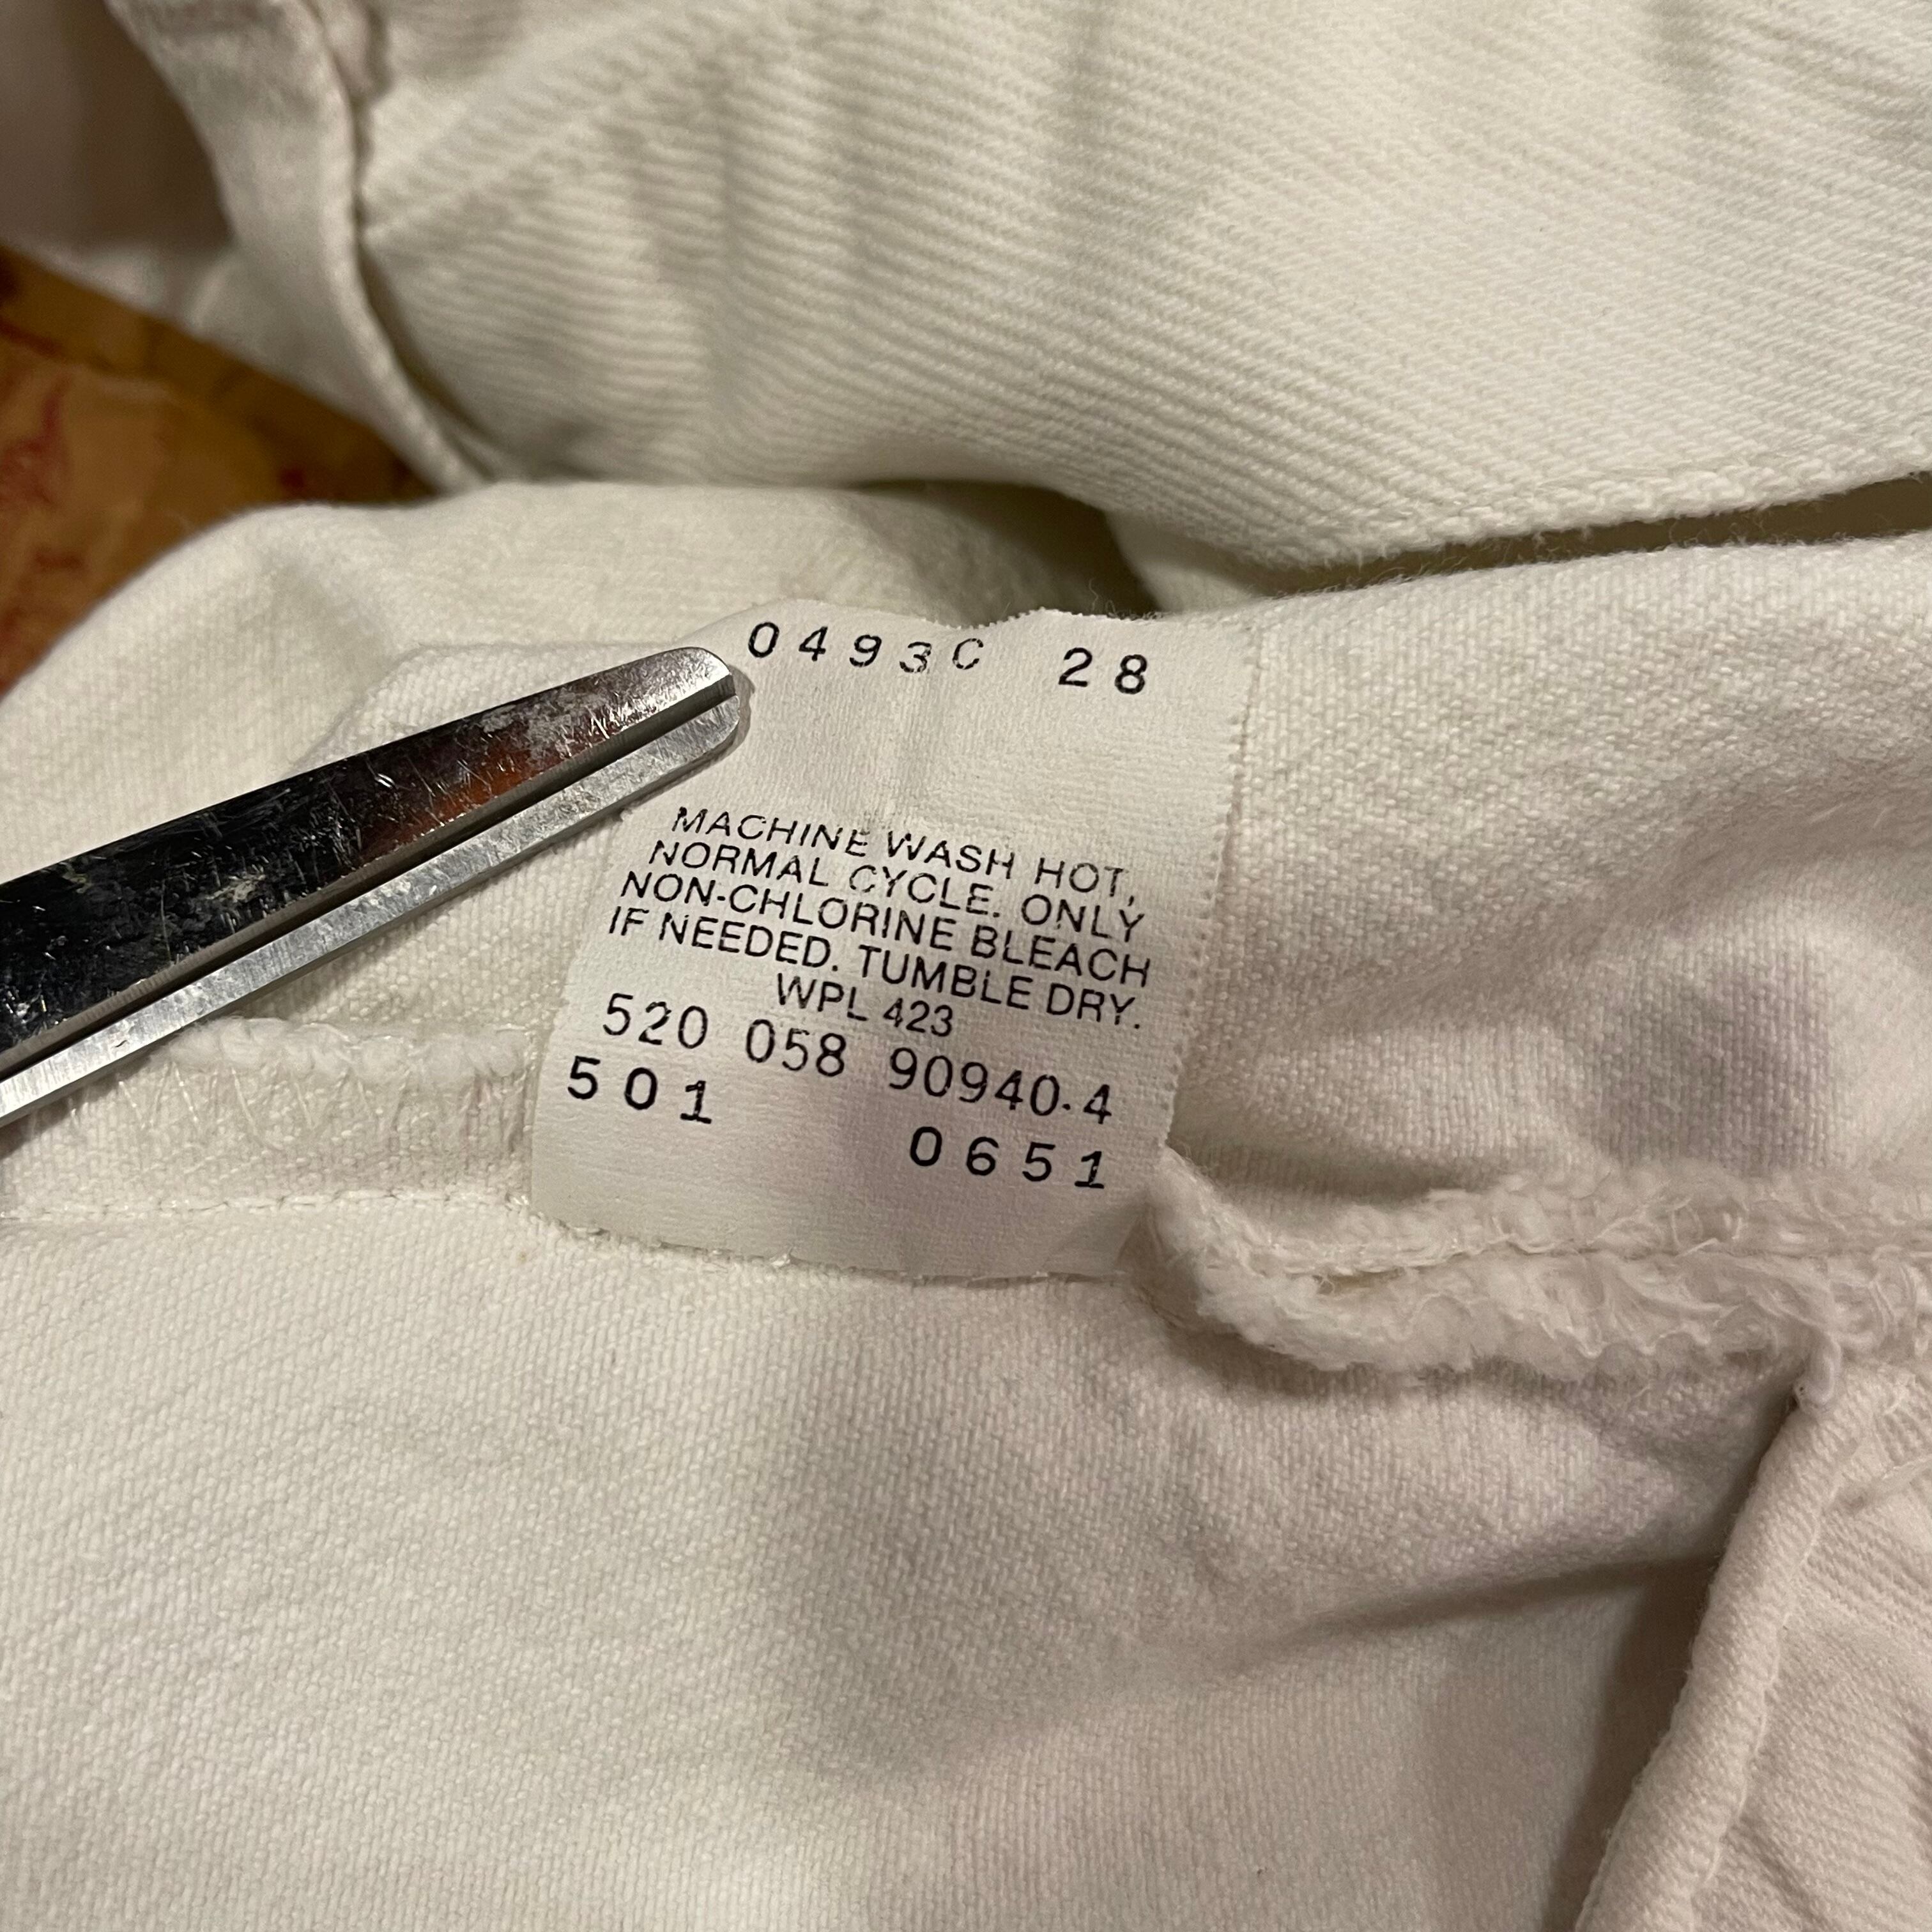 0493C 28
MACHINE WASH HOT,
NORMAL CYCLE. ONLY
NON-CHLORINE BLEACH
IF NEEDED. TUMBLE DRY.
WPL 423
520 058 90940.4
501 0651